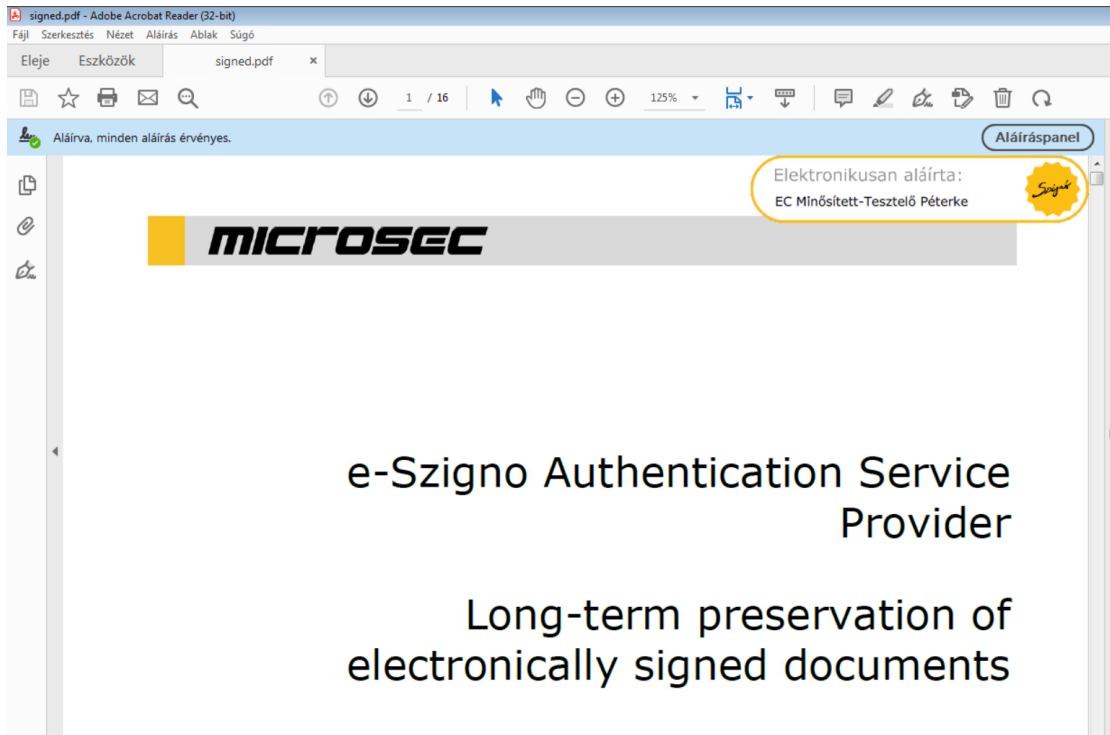 signed.pdf - Adobe Acrobat Reader (32-bit)
Fájl Szerkesztés Nézet Aláírás Ablak Súgó
Eleje Eszközök signed.pdf ×
1 / 16 125%
Aláírva, minden aláírás érvényes. Aláíráspanel
Elektronikusan aláírta:
EC Minősített-Tesztelő Péterke
Szignó
microsec
e-Szigno Authentication Service
Provider
Long-term preservation of
electronically signed documents